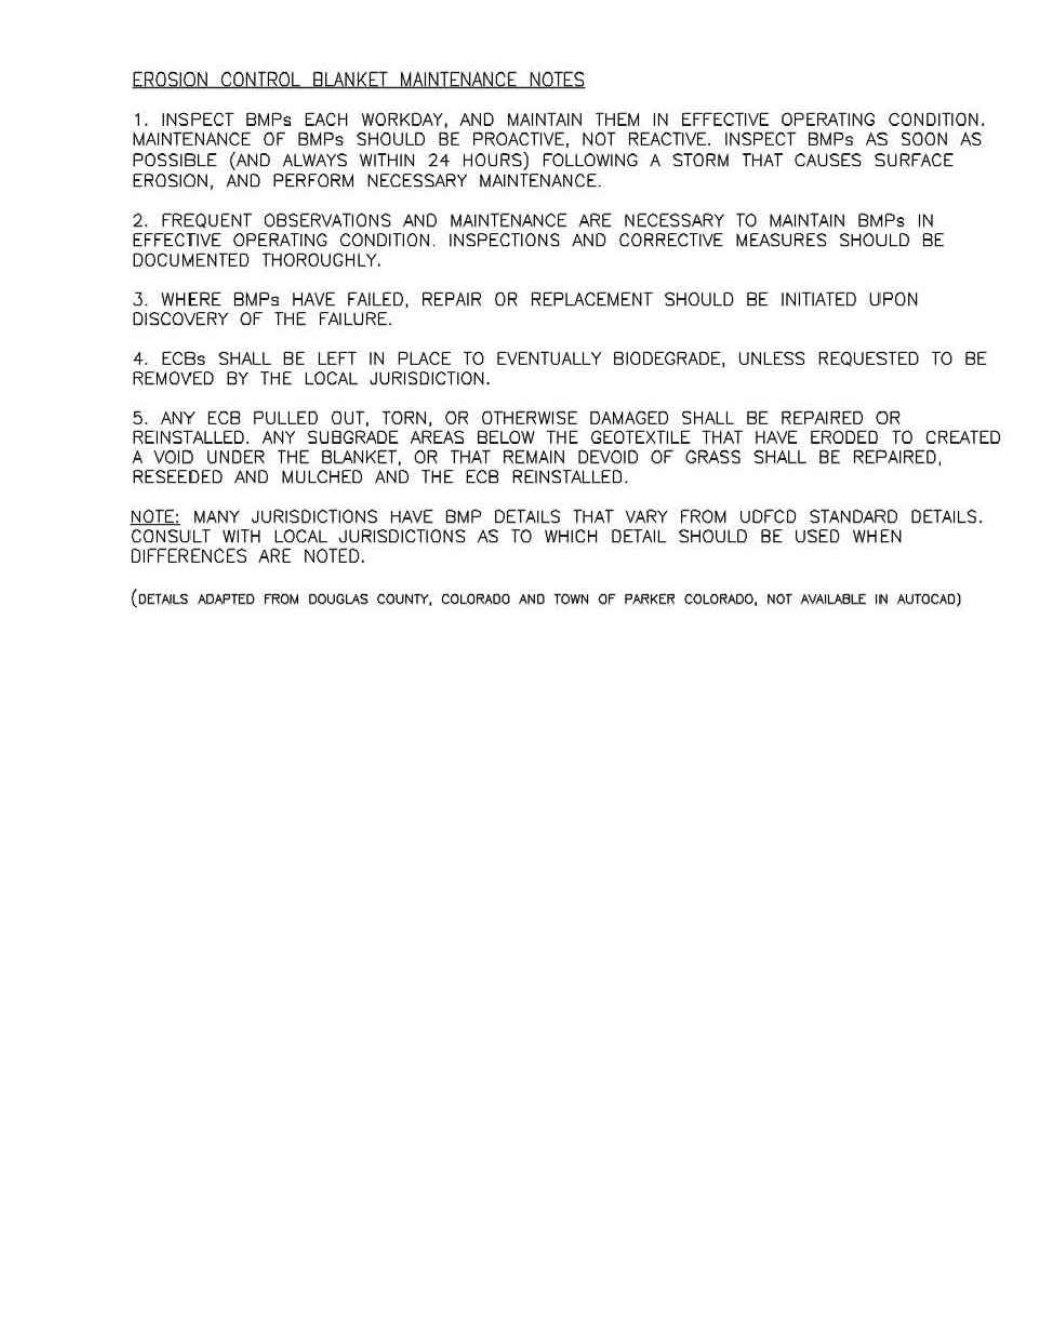 EROSION CONTROL BLANKET MAINTENANCE NOTES
1. INSPECT BMPs EACH WORKDAY, AND MAINTAIN THEM IN EFFECTIVE OPERATING CONDITION.
MAINTENANCE OF BMPs SHOULD BE PROACTIVE, NOT REACTIVE. INSPECT BMPs AS SOON AS
POSSIBLE (AND ALWAYS WITHIN 24 HOURS) FOLLOWING A STORM THAT CAUSES SURFACE
EROSION, AND PERFORM NECESSARY MAINTENANCE.
2. FREQUENT OBSERVATIONS AND MAINTENANCE ARE NECESSARY TO MAINTAIN BMPs IN
EFFECTIVE OPERATING CONDITION. INSPECTIONS AND CORRECTIVE MEASURES SHOULD BE
DOCUMENTED THOROUGHLY.
3. WHERE BMPs HAVE FAILED, REPAIR OR REPLACEMENT SHOULD BE INITIATED UPON
DISCOVERY OF THE FAILURE.
4. ECBs SHALL BE LEFT IN PLACE TO EVENTUALLY BIODEGRADE, UNLESS REQUESTED TO BE
REMOVED BY THE LOCAL JURISDICTION.
5. ANY ECB PULLED OUT, TORN, OR OTHERWISE DAMAGED SHALL BE REPAIRED OR
REINSTALLED. ANY SUBGRADE AREAS BELOW THE GEOTEXTILE THAT HAVE ERODED TO CREATED
A VOID UNDER THE BLANKET, OR THAT REMAIN DEVOID OF GRASS SHALL BE REPAIRED,
RESEEDED AND MULCHED AND THE ECB REINSTALLED.
NOTE: MANY JURISDICTIONS HAVE BMP DETAILS THAT VARY FROM UDFCD STANDARD DETAILS.
CONSULT WITH LOCAL JURISDICTIONS AS TO WHICH DETAIL SHOULD BE USED WHEN
DIFFERENCES ARE NOTED.
(DETAILS ADAPTED FROM DOUGLAS COUNTY, COLORADO AND TOWN OF PARKER COLORADO, NOT AVAILABLE IN AUTOCAD)